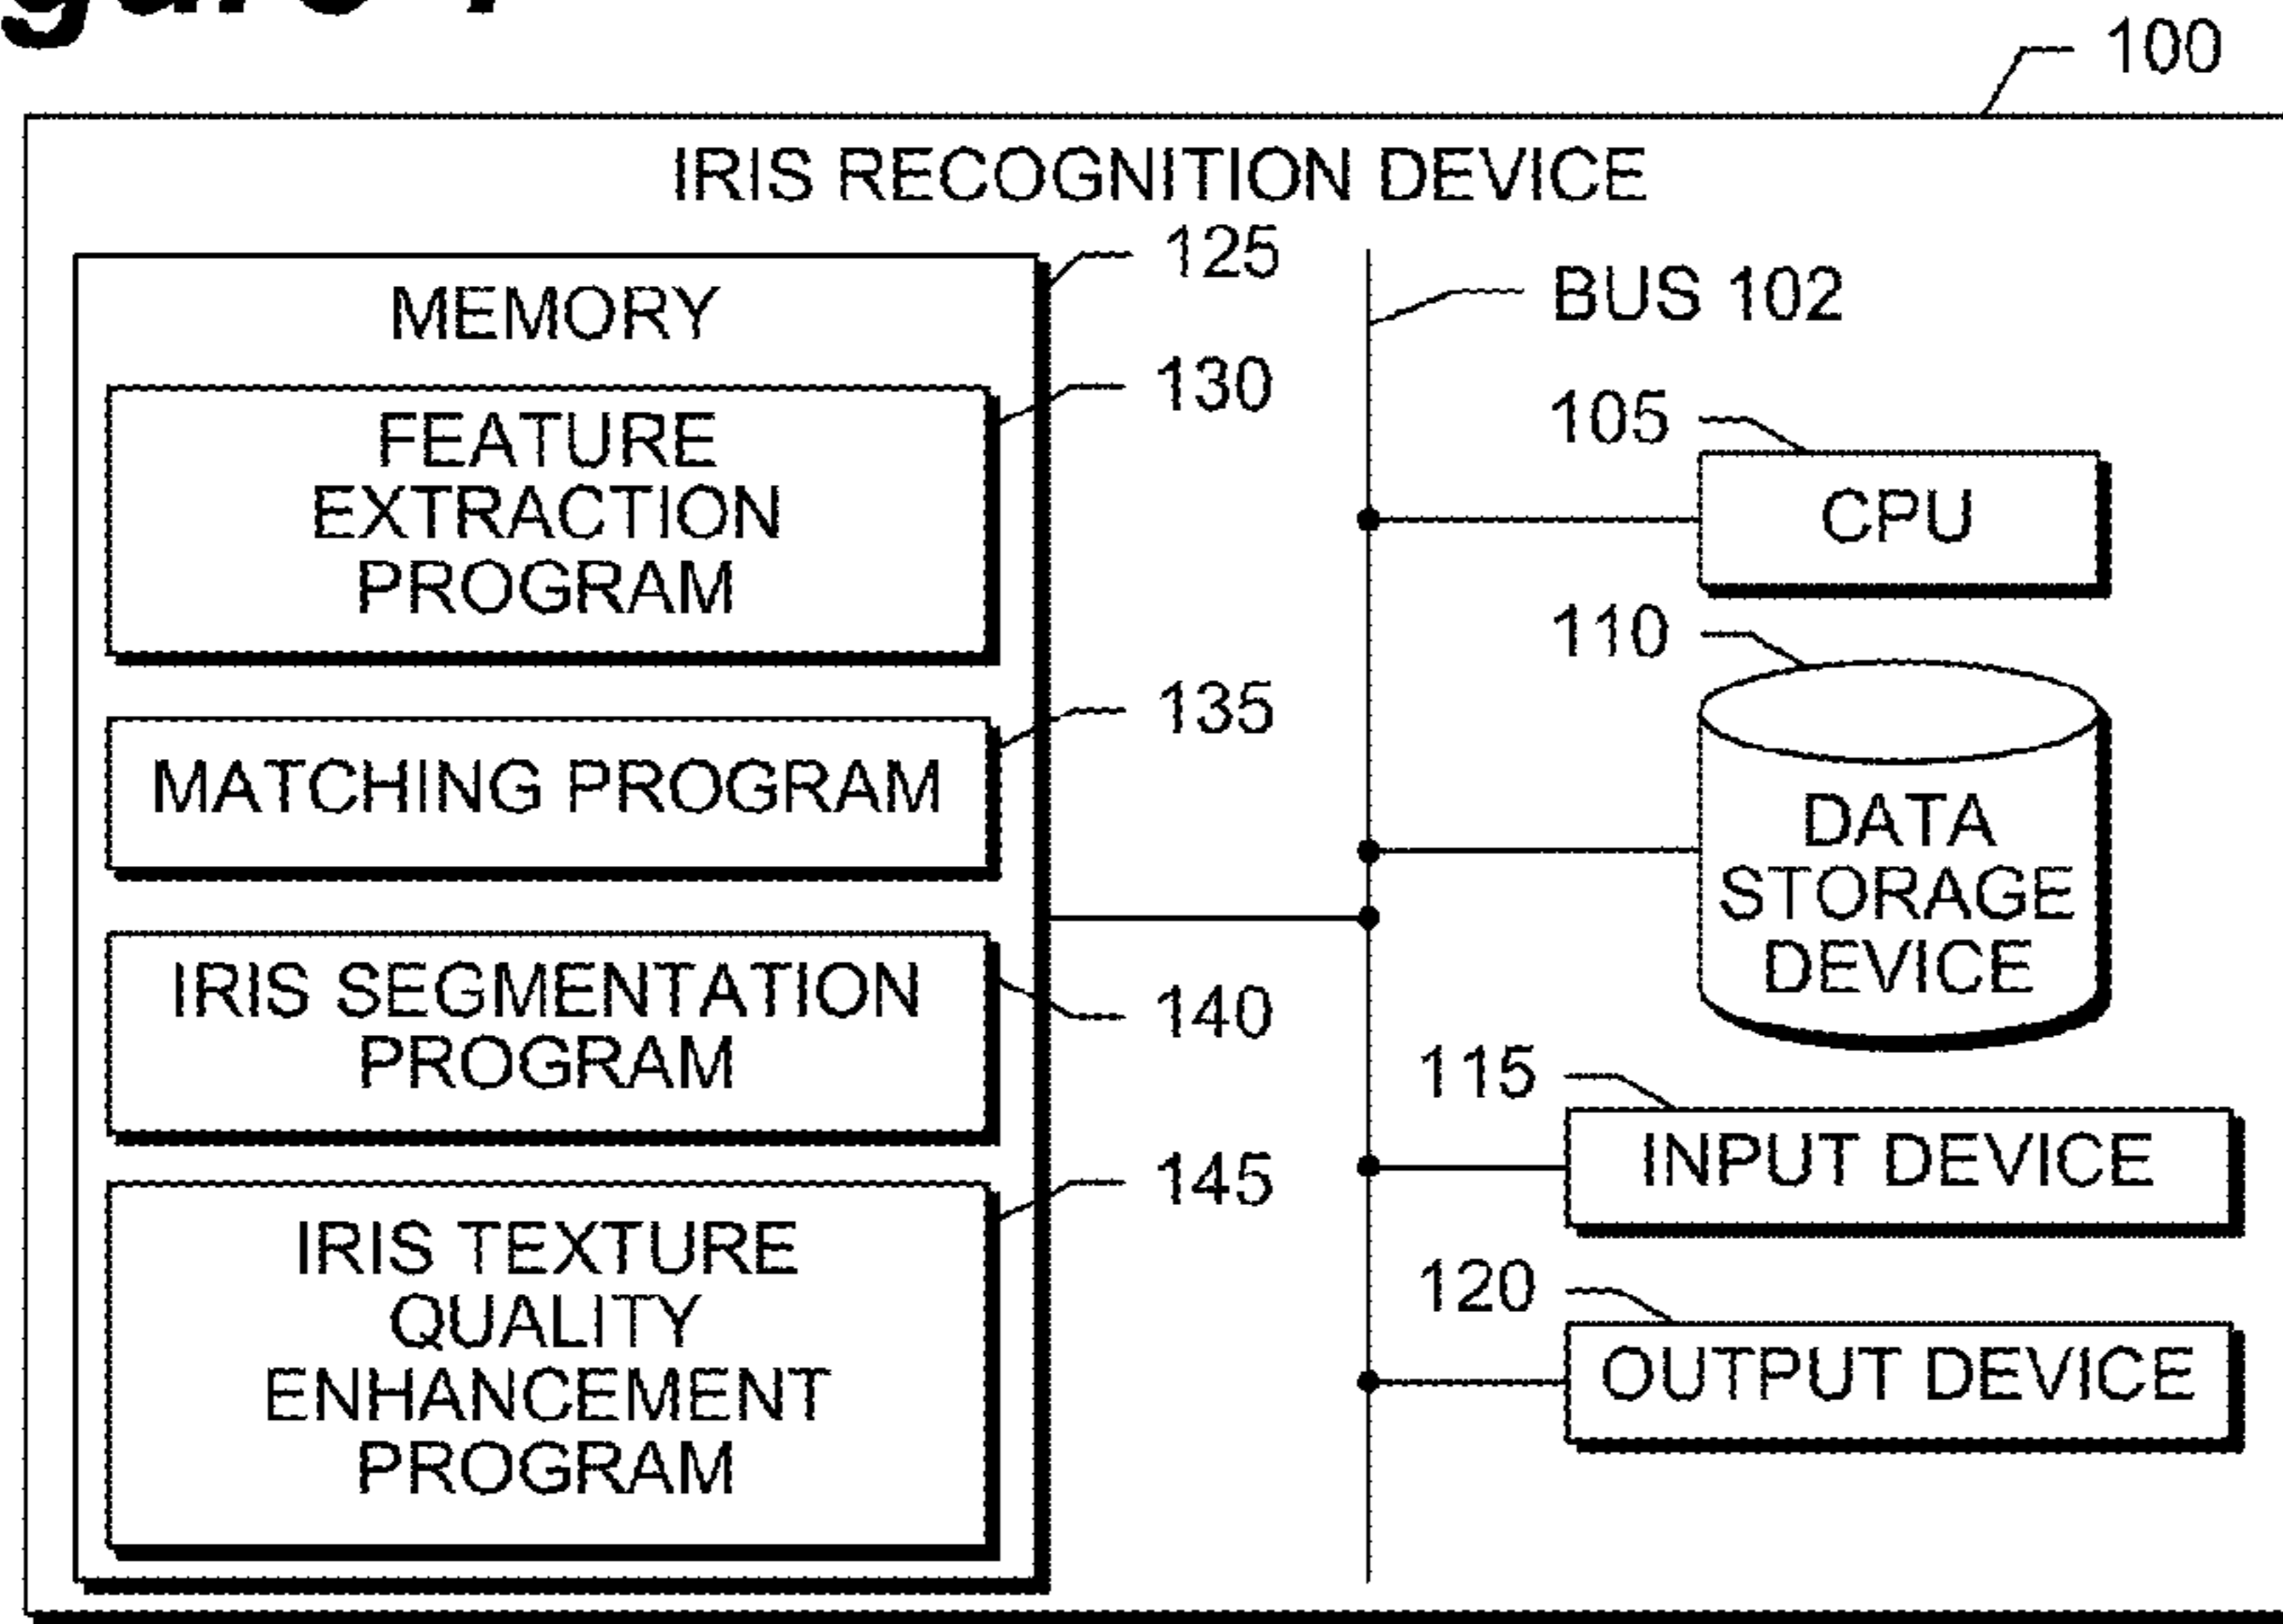 100
IRIS RECOGNITION DEVICE
125
MEMORY
BUS 102
130
FEATURE
EXTRACTION
PROGRAM
105
CPU
110
135
MATCHING PROGRAM
DATA
STORAGE
DEVICE
IRIS SEGMENTATION
PROGRAM
140
115
INPUT DEVICE
145
IRIS TEXTURE
QUALITY
ENHANCEMENT
PROGRAM
120
OUTPUT DEVICE